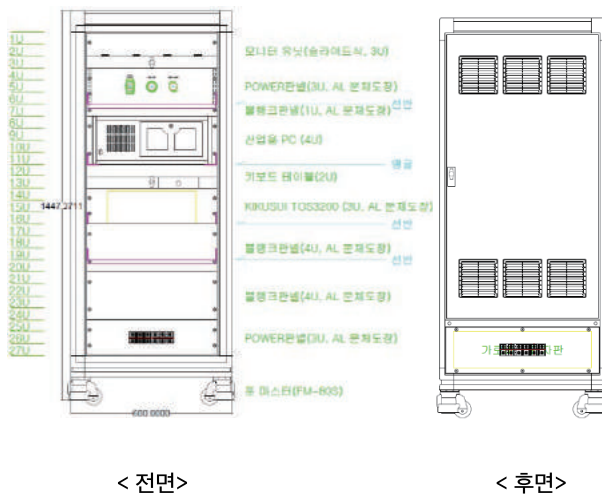 1U
2U
3U
4U
5U
6U
7U
8U
9U
10U
11U
12U
13U
14U
15U
16U
17U
18U
19U
20U
21U
22U
23U
24U
25U
26U
27U
모니터 유닛(슬라이드식, 3U)
POWER판넬(3U, AL 분체도장)
선반
블랭크판넬(1U, AL 분체도장)
산업용 PC (4U)
앵글
키보드 테이블(2U)
1447.2711
KIKUSUI TOS3200 (3U, AL 분체도장)
선반
블랭크판넬(4U, AL 분체도장)
선반
블랭크판넬(4U, AL 분체도장)
POWER판넬(3U, AL 분체도장)
(FM-80S)
600.0000
<전면>
<후면>